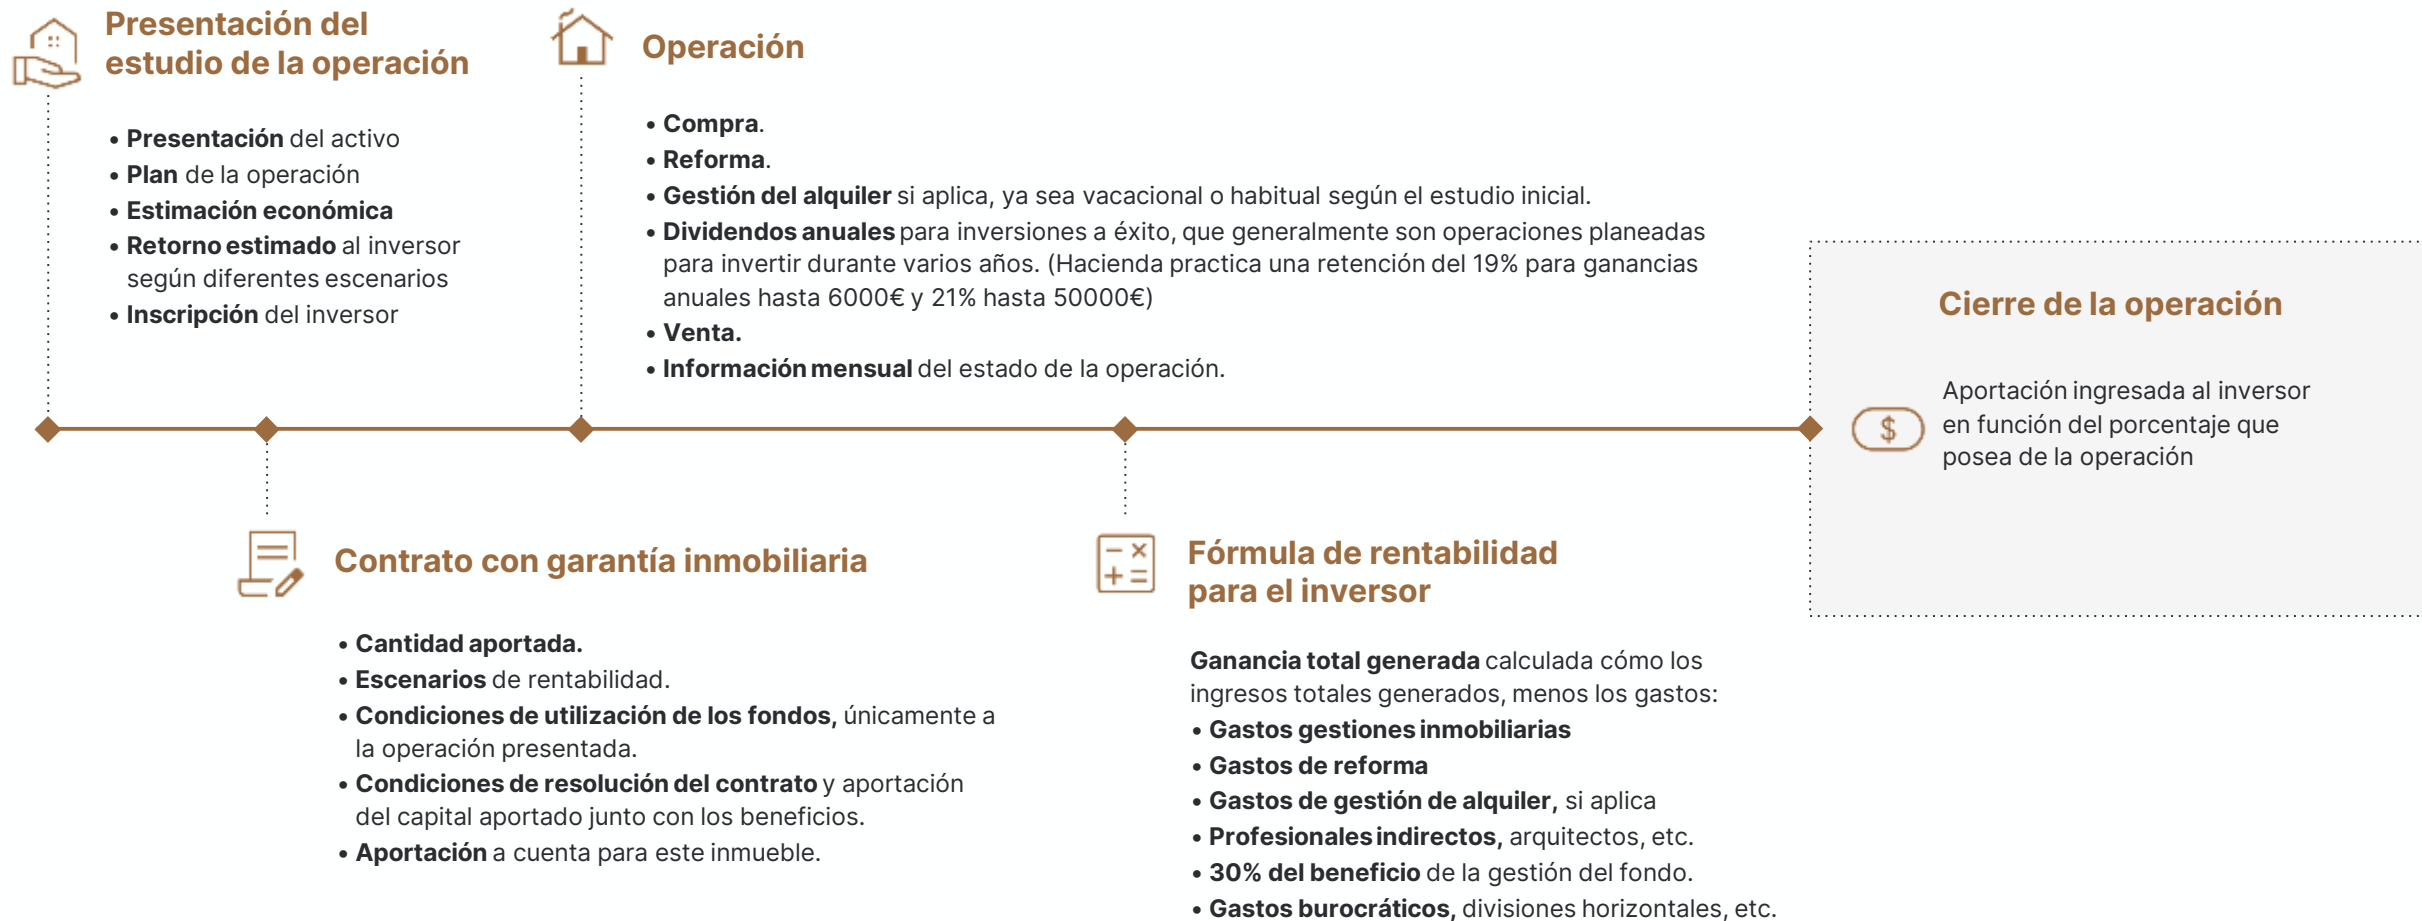 Presentación del
estudio de la operación
• Presentación del activo
• Plan de la operación
• Estimación económica
• Retorno estimado al inversor
según diferentes escenarios
• Inscripción del inversor
Operación
• Compra.
• Reforma.
• Gestión del alquiler si aplica, ya sea vacacional o habitual según el estudio inicial.
• Dividendos anuales para inversiones a éxito, que generalmente son operaciones planeadas
para invertir durante varios años. (Hacienda practica una retención del 19% para ganancias
anuales hasta 6000€ y 21% hasta 50000€)
• Venta.
• Información mensual del estado de la operación.
Cierre de la operación
$
Aportación ingresada al inversor
en función del porcentaje que
posea de la operación
Contrato con garantía inmobiliaria
• Cantidad aportada.
• Escenarios de rentabilidad.
• Condiciones de utilización de los fondos, únicamente a
la operación presentada.
• Condiciones de resolución del contrato y aportación
del capital aportado junto con los beneficios.
• Aportación a cuenta para este inmueble.
Fórmula de rentabilidad
para el inversor
Ganancia total generada calculada cómo los
ingresos totales generados, menos los gastos:
• Gastos gestiones inmobiliarias
• Gastos de reforma
• Gastos de gestión de alquiler, si aplica
• Profesionales indirectos, arquitectos, etc.
• 30% del beneficio de la gestión del fondo.
• Gastos burocráticos, divisiones horizontales, etc.